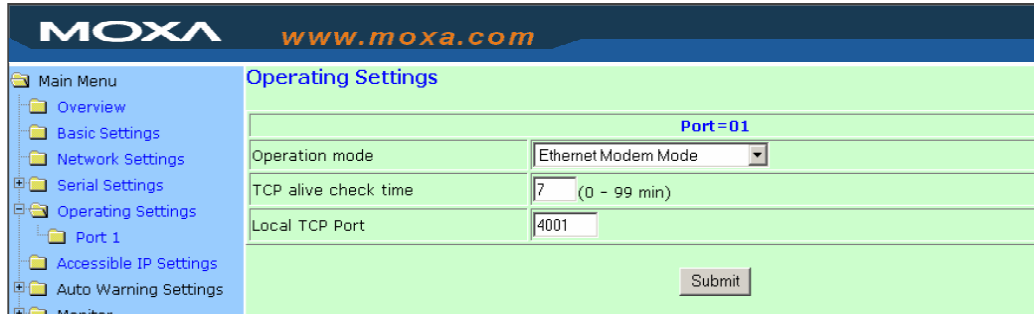 MOXA www.moxa.com
Main Menu
Overview
Basic Settings
Network Settings
Serial Settings
Operating Settings
Port 1
Accessible IP Settings
Auto Warning Settings
Monitor
Operating Settings
Port=01
Operation mode Ethernet Modem Mode
TCP alive check time 7 (0 - 99 min)
Local TCP Port 4001
Submit